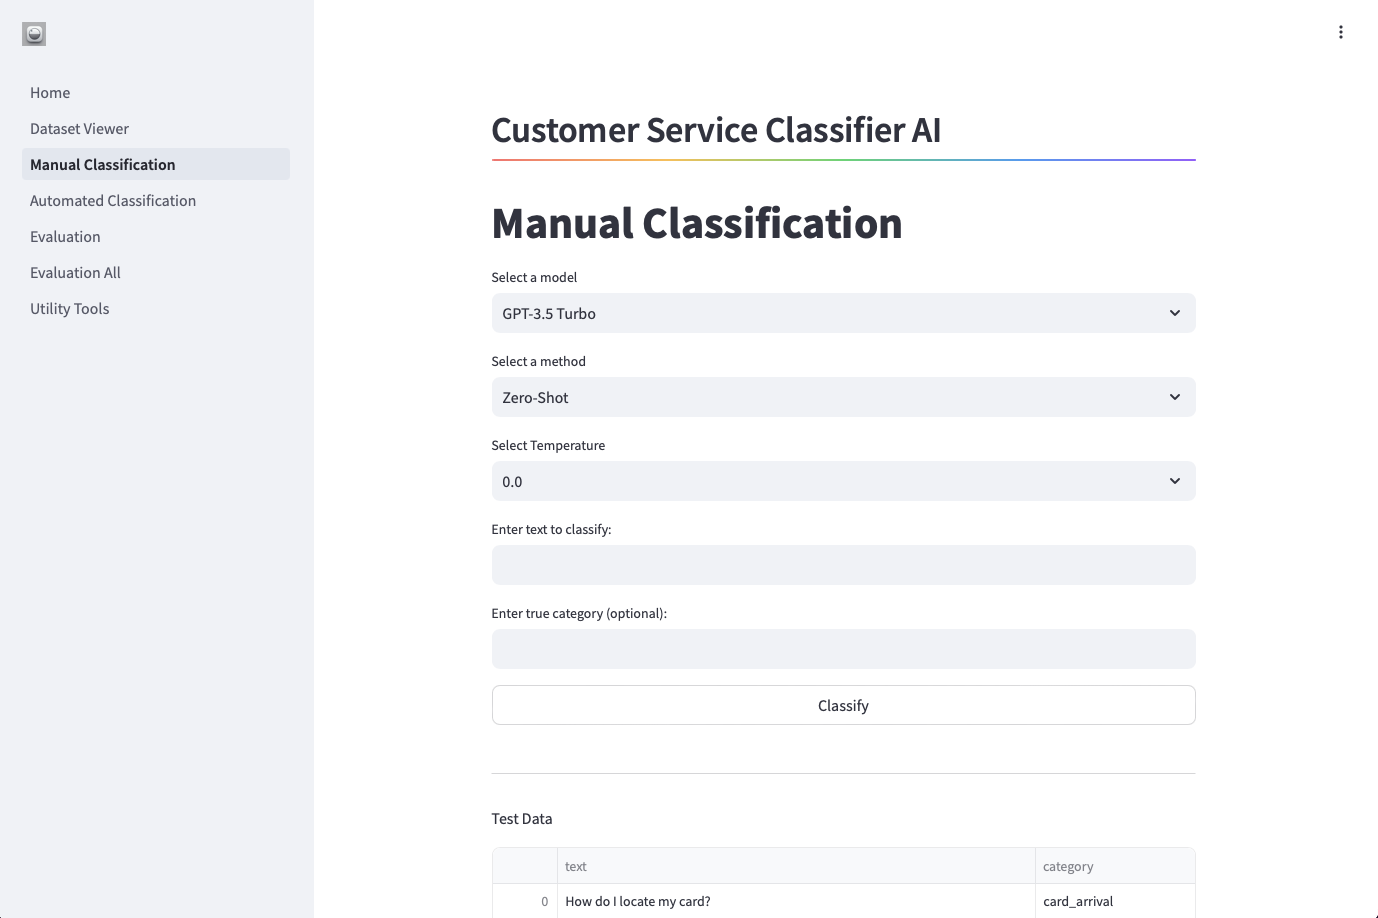 Home
Dataset Viewer
Manual Classification
Automated Classification
Evaluation
Evaluation All
Utility Tools
Customer Service Classifier AI
Manual Classification
Select a model
GPT-3.5 Turbo
Select a method
Zero-Shot
Select Temperature
0.0
Enter text to classify:
Enter true category (optional):
Classify
Test Data
text category
0 How do I locate my card? card_arrival